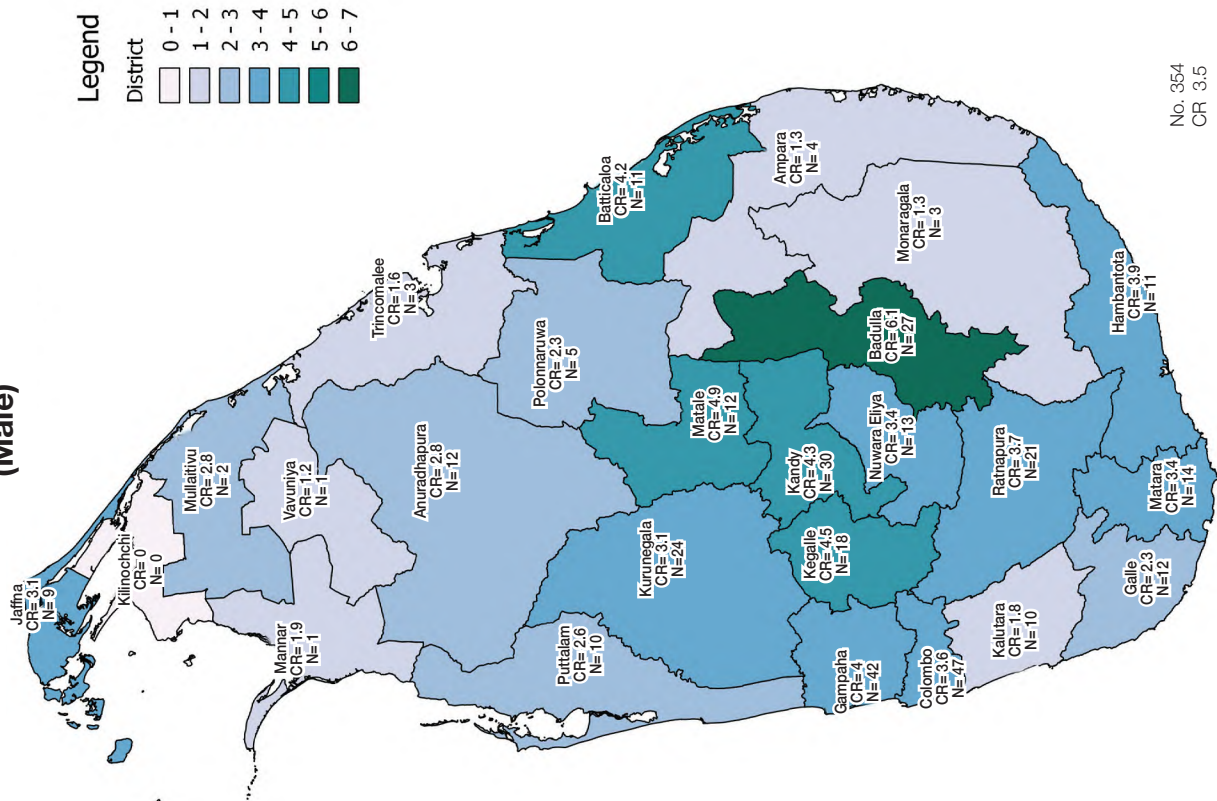 (Male)
Legend
District
0 - 1
1 - 2
2 - 3
3 - 4
4 - 5
5 - 6
6 - 7
Jaffna
CR= 3.1
N= 9
Kilinochchi
CR= 0
N= 0
Mullaitivu
CR= 2.8
N= 2
Mannar
CR= 1.9
N= 1
Vavuniya
CR= 1.2
N= 1
Trincomalee
CR= 1.6
N= 3
Anuradhapura
CR= 2.8
N= 12
Polonnaruwa
CR= 2.3
N= 5
Batticaloa
CR= 4.2
N= 11
Puttalam
CR= 2.6
N= 10
Kurunegala
CR= 3.1
N=24
Matale
CR= 4.9
N= 12
Ampara
CR= 1.3
N= 4
Gampaha
CR= 4
N= 42
Kegalle
CR= 4.5
N= 18
Kandy
CR= 4.3
N= 30
Nuwara Eliya
CR= 3.4
N= 13
Badulla
CR= 6.1
N= 27
Monaragala
CR= 1.3
N= 3
Colombo
CR= 3.6
N= 47
Kalutara
CR= 1.8
N= 10
Ratnapura
CR= 3.7
N=21
Galle
CR= 2.3
N=12
Matara
CR= 3.4
N= 14
Hambantota
CR= 3.9
N= 11
No. 354
CR 3.5